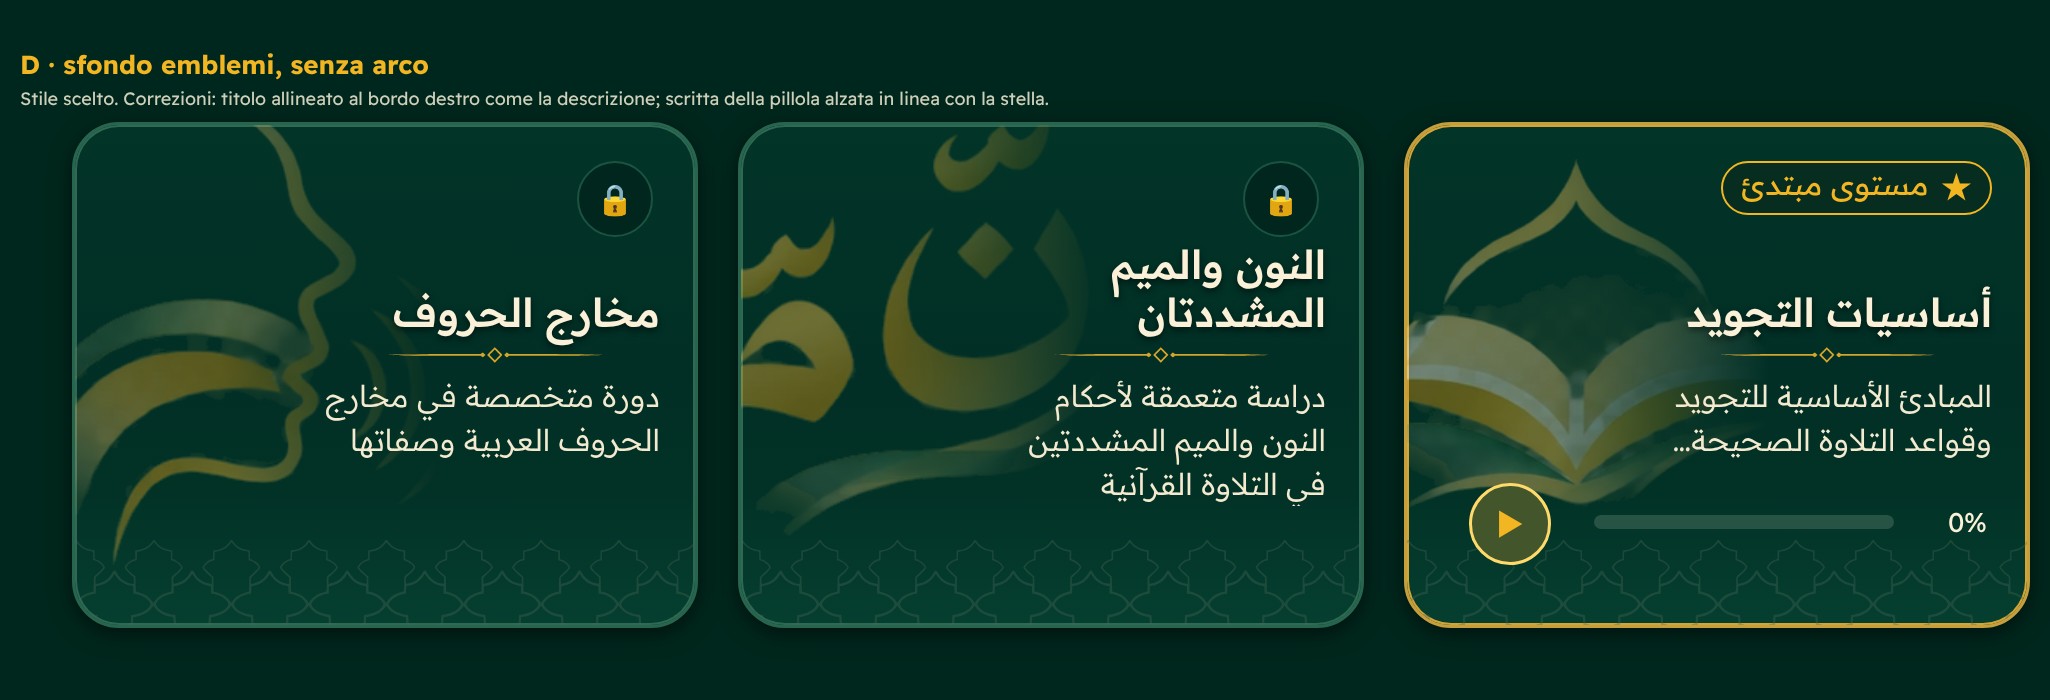 D · sfondo emblemi, senza arco
Stile scelto. Correzioni: titolo allineato al bordo destro come la descrizione; scritta della pillola alzata in linea con la stella.
★ مستوى مبتدئ
أساسيات التجويد
المبادئ الأساسية للتجويد
وقواعد التلاوة الصحيحة...
0%
النون والميم
المشددتان
دراسة متعمقة لأحكام
النون والميم المشددتين
في التلاوة القرآنية
نّ
مّ
مخارج الحروف
دورة متخصصة في مخارج
الحروف العربية وصفاتها